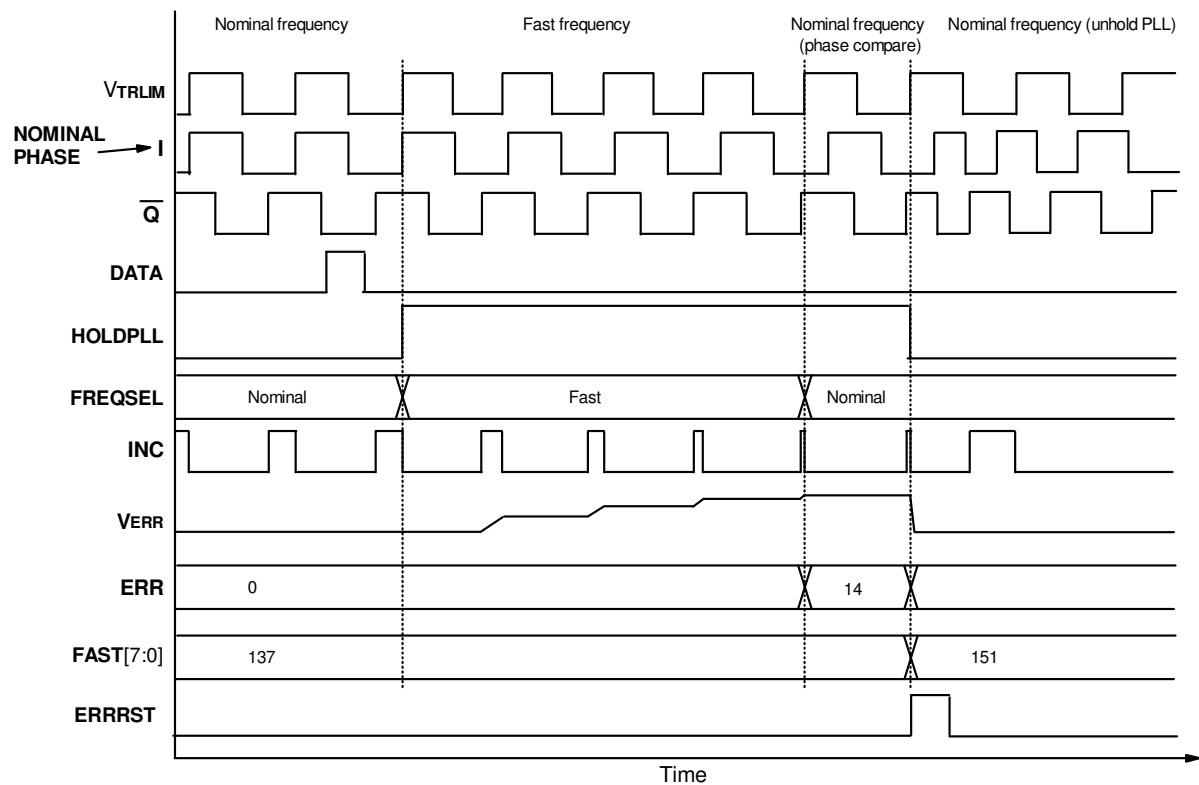 Nominal frequency
Fast frequency
Nominal frequency
(phase compare)
Nominal frequency (unhold PLL)
VTRLIM
NOMINAL
PHASE
I
Q
DATA
HOLDPLL
FREQSEL
Nominal
Fast
Nominal
INC
VERR
ERR
0
14
FAST[7:0]
137
151
ERRRST
Time